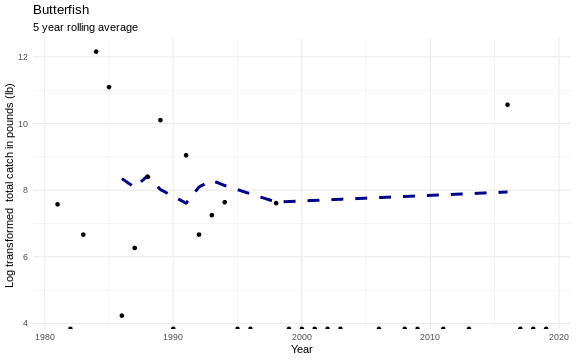 Butterfish
5 year rolling average
12
10
8
6
4
Log transformed  total catch in pounds (lb)
1980
1990
2000
2010
2020
Year